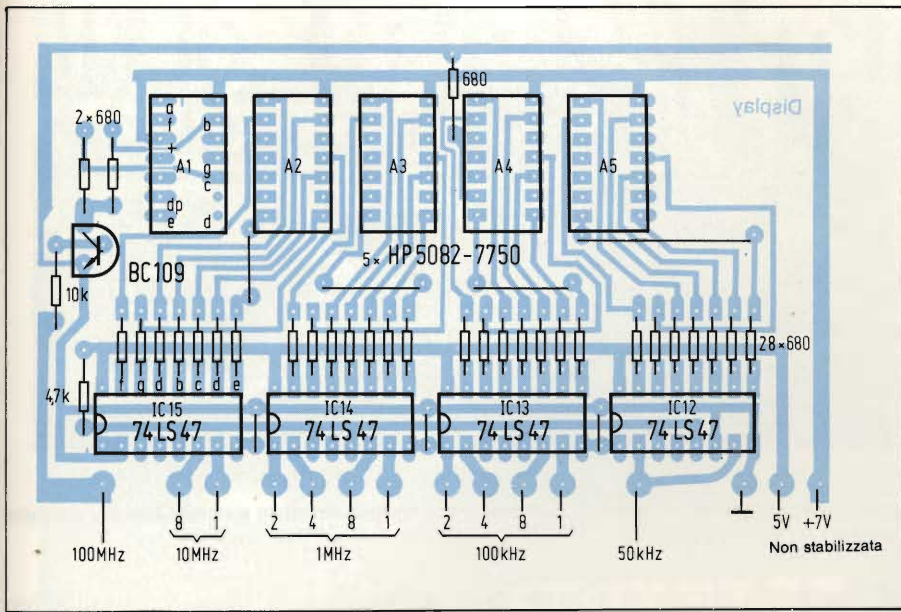 680
2×680
Display
a
f
b
+
A1
g
c
dp
e
d
A2
A3
A4
A5
5× HP5082-7750
BC109
10k
28×680
4,7k
f g d b c d e
IC15
74LS47
IC14
74LS47
IC13
74LS47
IC12
74LS47
8 1 2 4 8 1 2 4 8 1
5V +7V
100MHz 10MHz 1MHz 100kHz 50kHz
Non stabilizzata